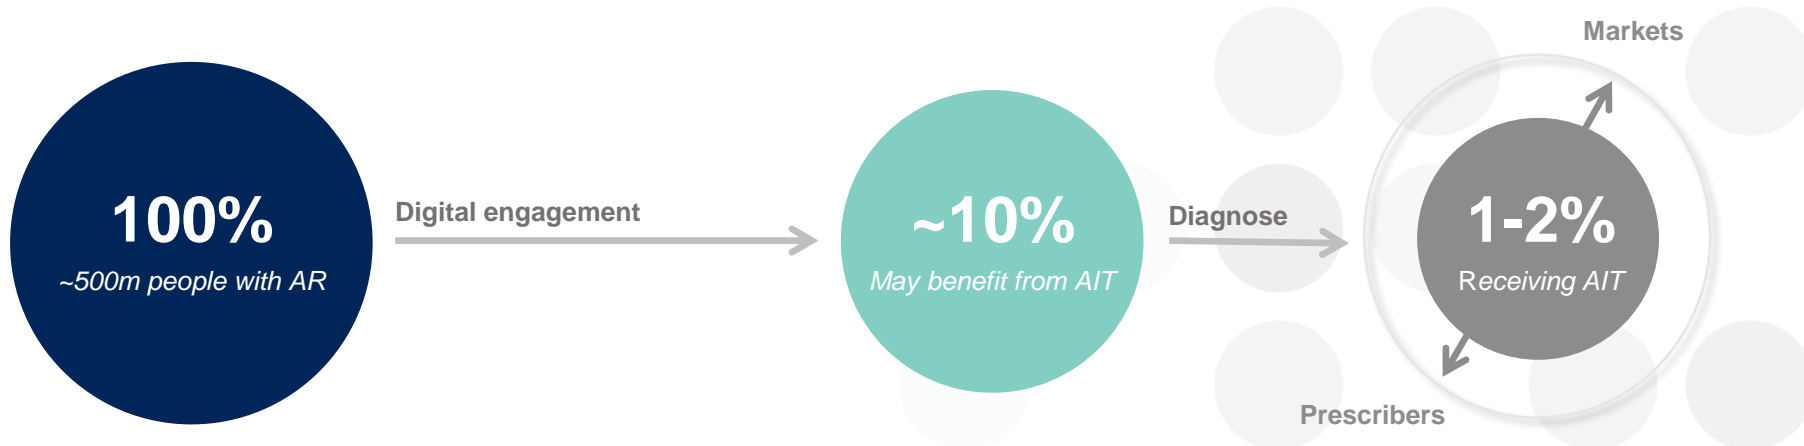 100%
~500m people with AR
Digital engagement
~10%
May benefit from AIT
Diagnose
Markets
1-2%
Receiving AIT
Prescribers